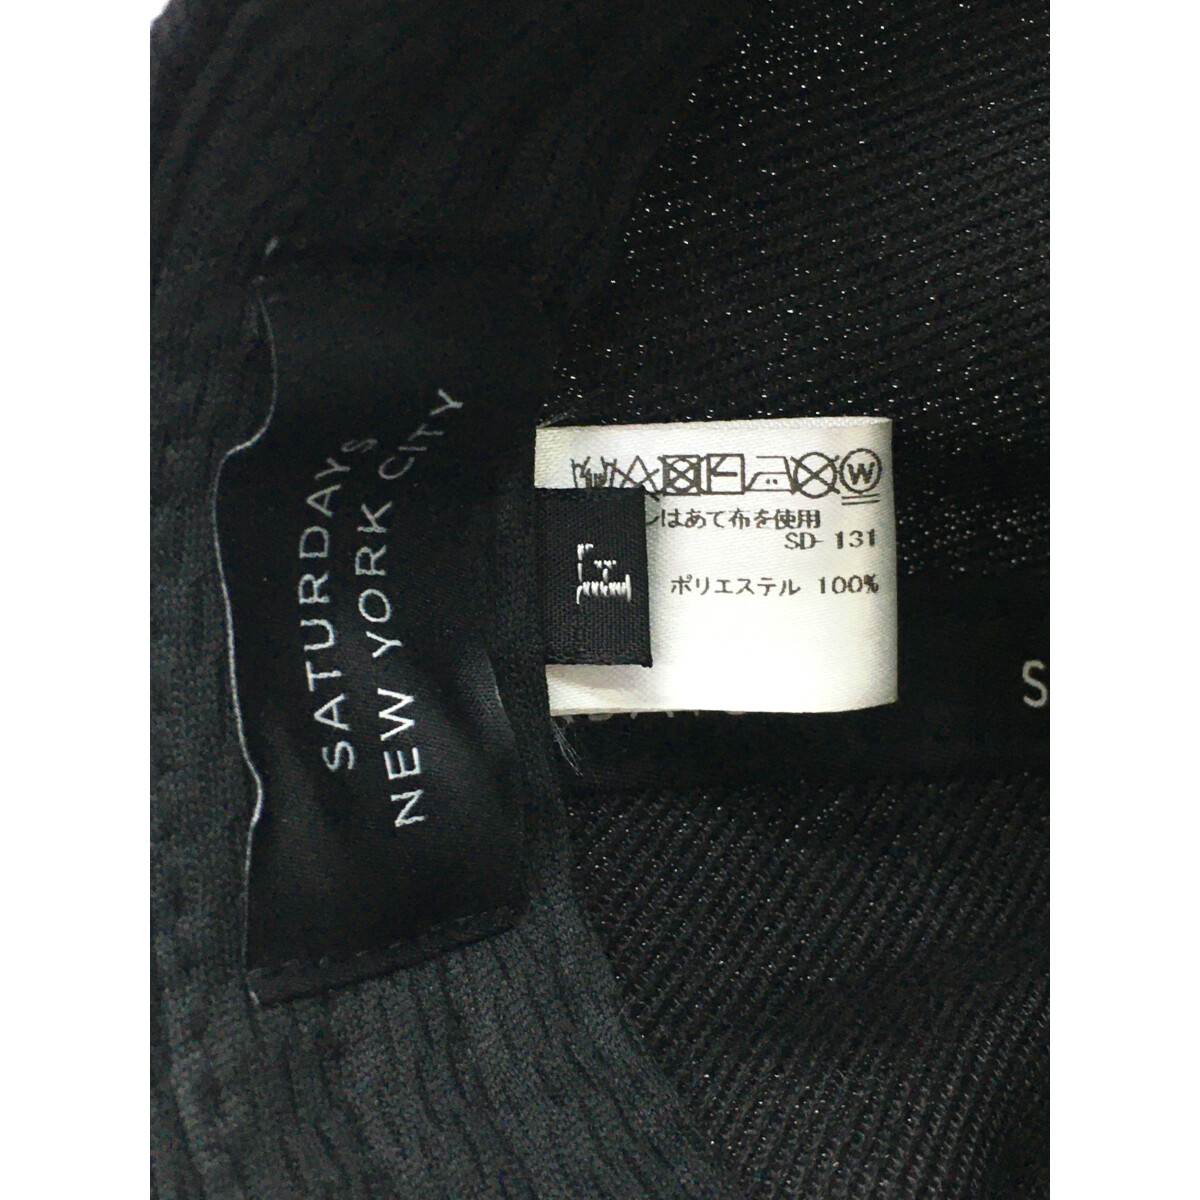 SATURDAYS
NEW YORK CITY
W
ンはあて布を使用
SD- 131
ポリエステル 100%
S